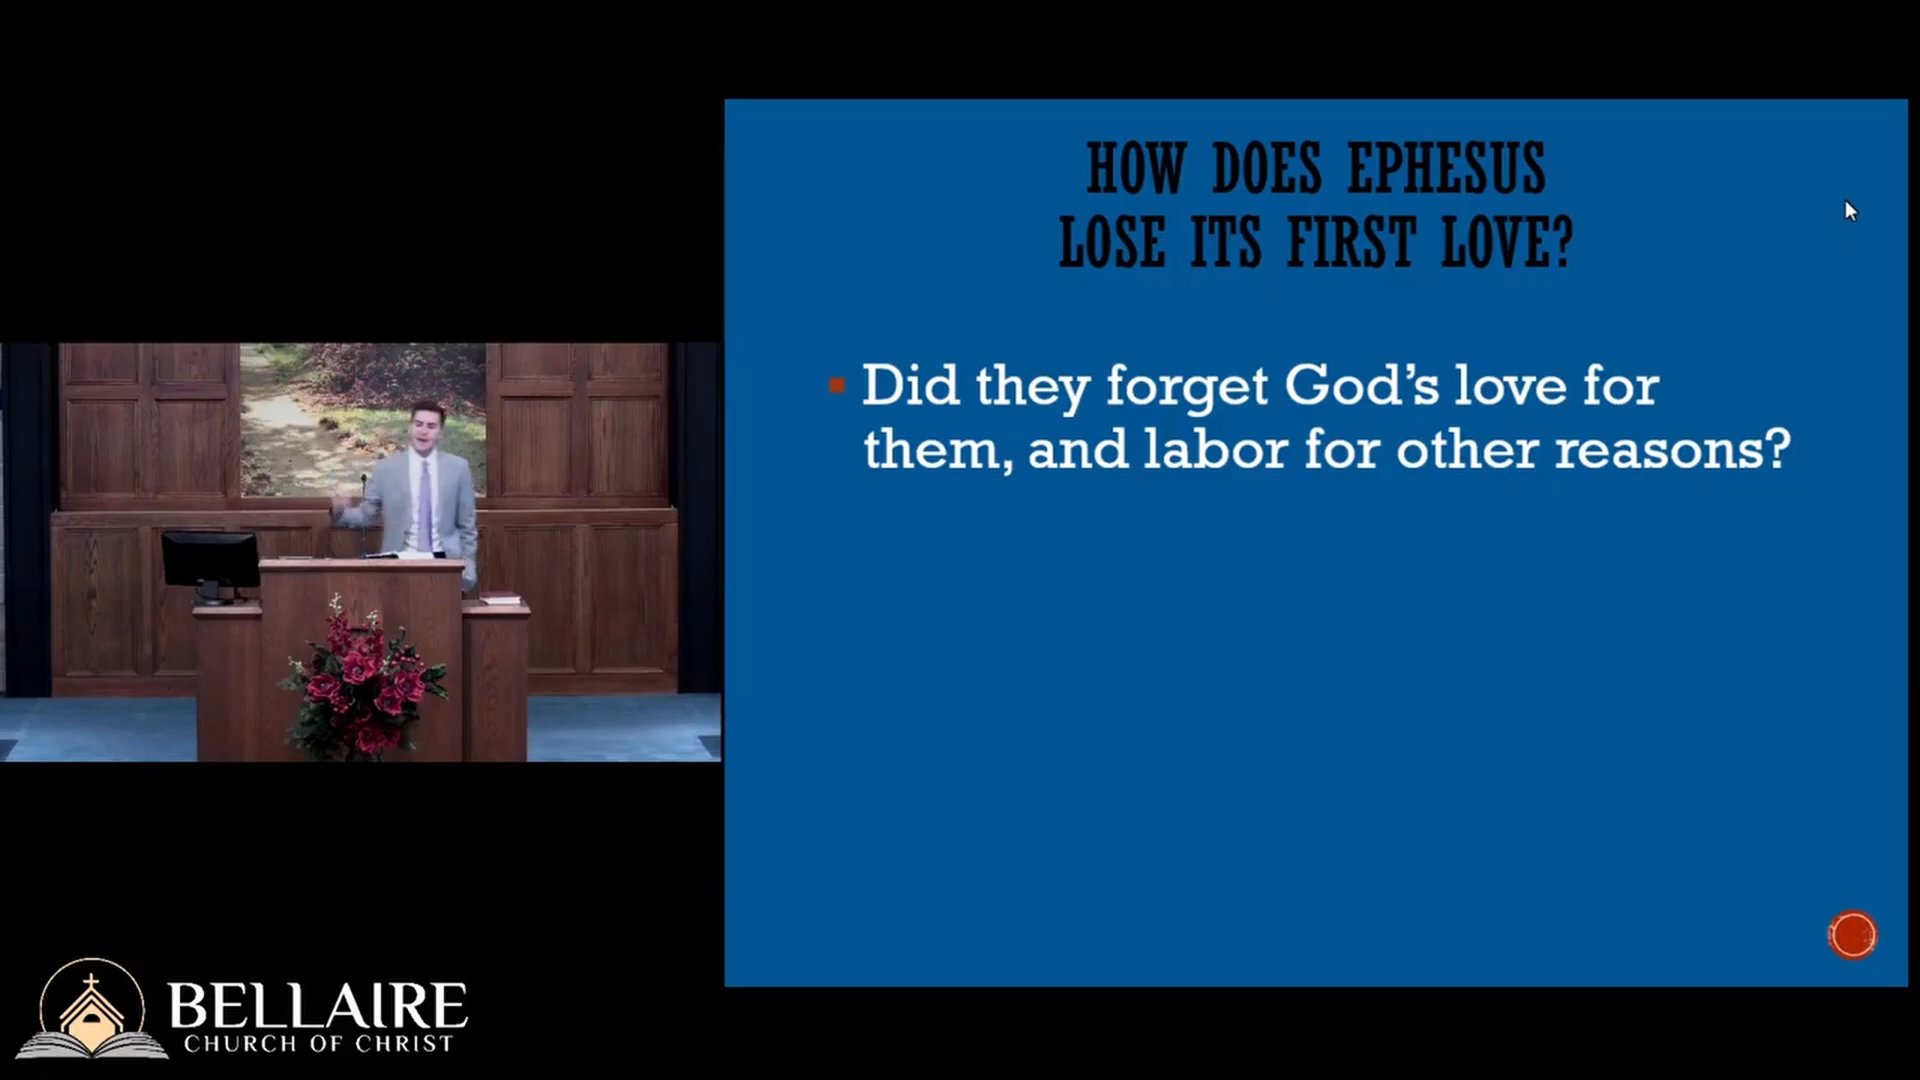 HOW DOES EPHESUS
LOSE ITS FIRST LOVE?
Did they forget God's love for
them, and labor for other reasons?
BELLAIRE
CHURCH OF CHRIST